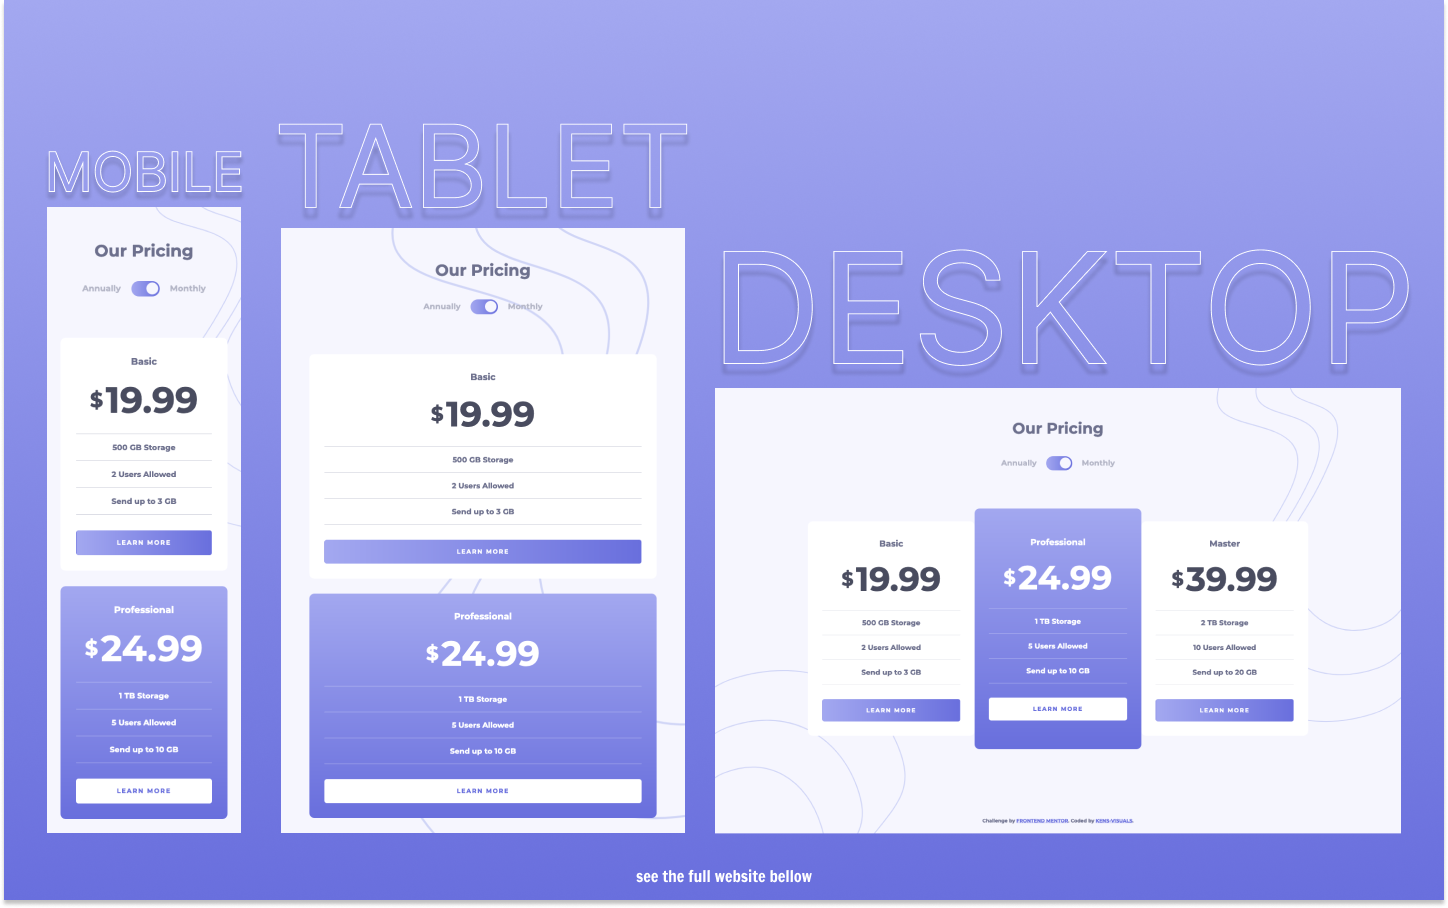 MOBILE
Our Pricing
Annually Monthly
Basic
$19.99
500 GB Storage
2 Users Allowed
Send up to 3 GB
LEARN MORE
Professional
$24.99
1 TB Storage
5 Users Allowed
Send up to 10 GB
LEARN MORE
TABLET
Our Pricing
Annually Monthly
Basic
$19.99
500 GB Storage
2 Users Allowed
Send up to 3 GB
LEARN MORE
Professional
$24.99
1 TB Storage
5 Users Allowed
Send up to 10 GB
LEARN MORE
DESKTOP
Our Pricing
Annually Monthly
Basic
$19.99
500 GB Storage
2 Users Allowed
Send up to 3 GB
LEARN MORE
Professional
$24.99
1 TB Storage
5 Users Allowed
Send up to 10 GB
LEARN MORE
Master
$39.99
2 TB Storage
10 Users Allowed
Send up to 20 GB
LEARN MORE
Challenge by FRONTEND MENTOR. Coded by KENS-VISUALS.
see the full website bellow